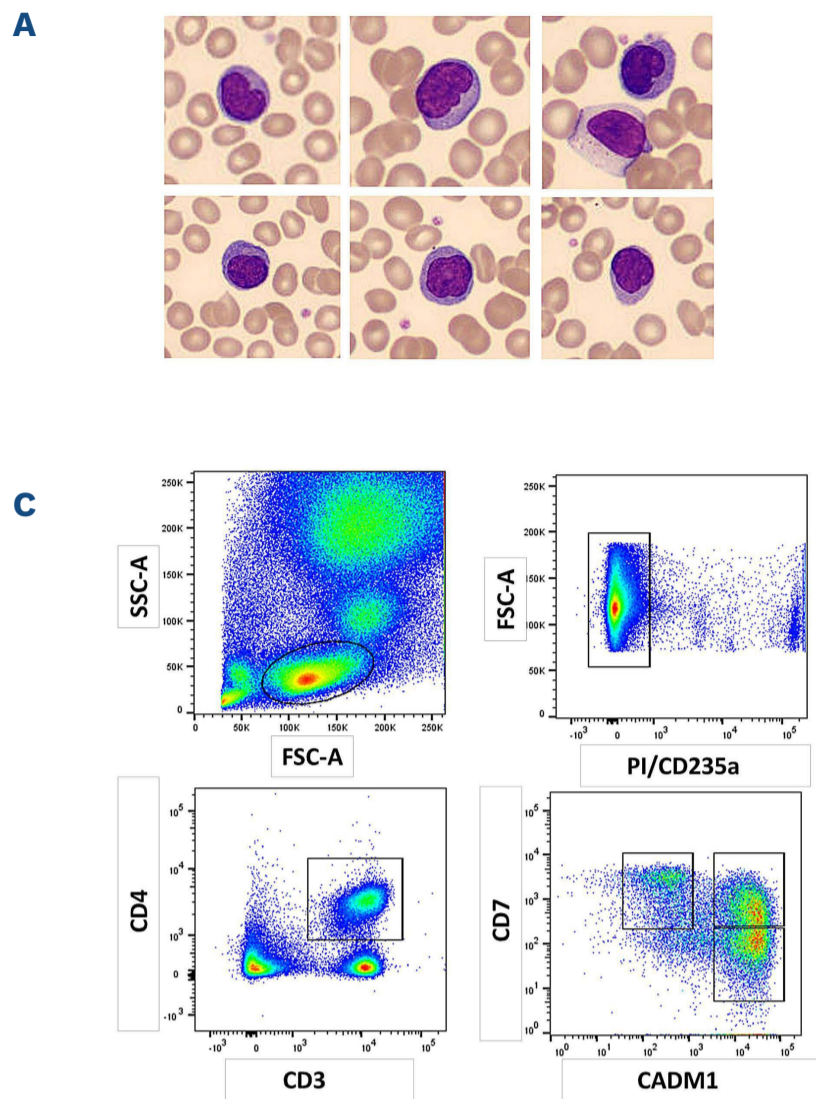 A
C
250K
200K
150K
100K
50K
0
SSC-A
0 50K 100K 150K 200K 250K
FSC-A
250K
200K
150K
100K
50K
0
FSC-A
-10³ 0 10³ 10⁴ 10⁵
PI/CD235a
10⁵
10⁴
10³
0
-10³
CD4
-10³ 0 10³ 10⁴ 10⁵
CD3
10⁵
10⁴
10³
10²
10¹
10⁰
CD7
10⁰ 10¹ 10² 10³ 10⁴ 10⁵
CADM1